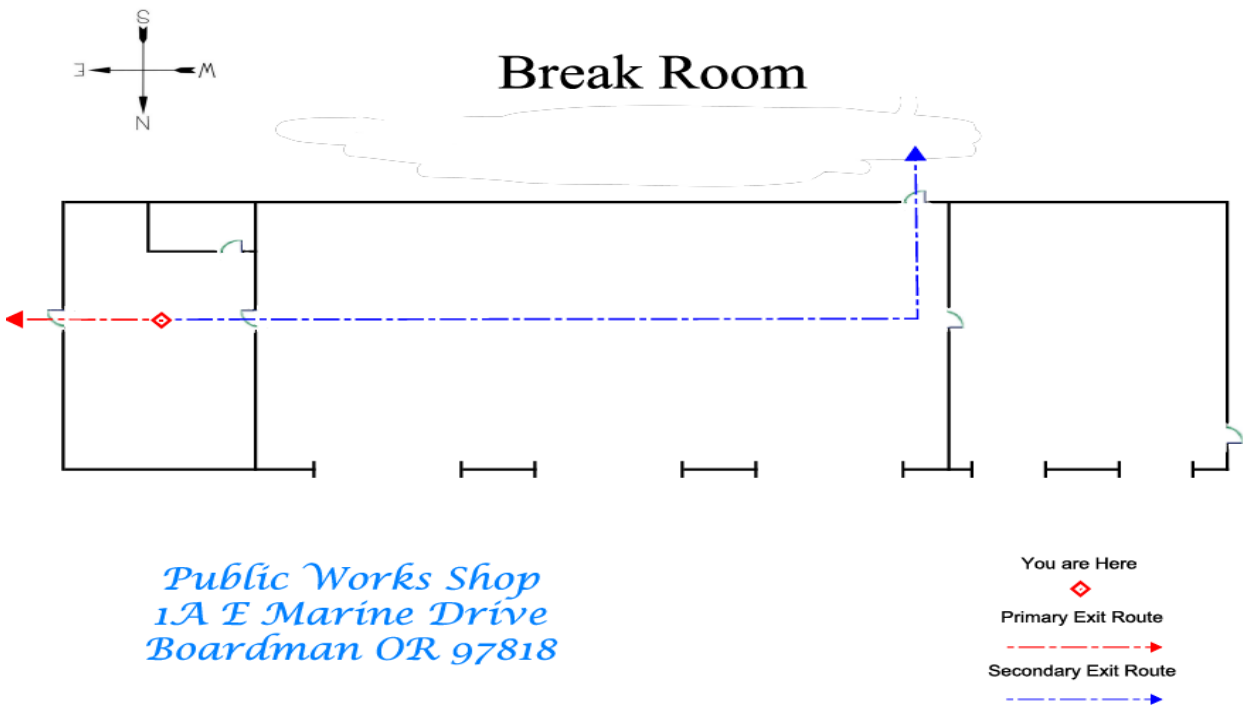 S
E W
N
Break Room
Public Works Shop
1A E Marine Drive
Boardman OR 97818
You are Here
Primary Exit Route
Secondary Exit Route